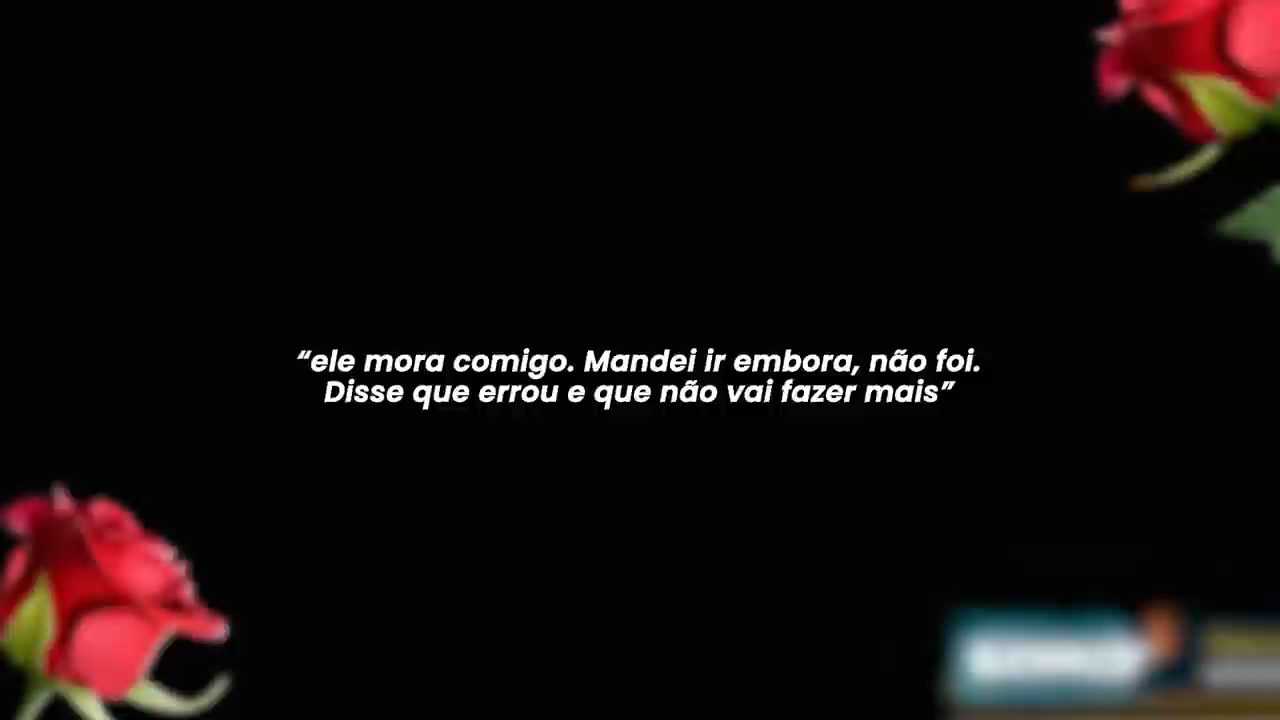 “ele mora comigo. Mandei ir embora, não foi.
Disse que errou e que não vai fazer mais”